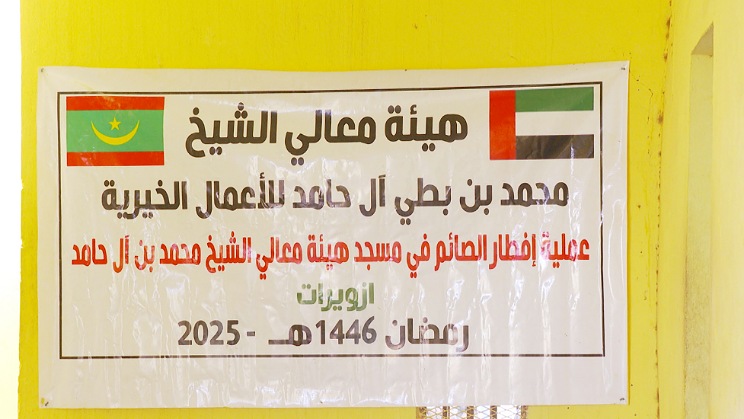 هيئة معالي الشيخ
محمد بن بطي آل حامد للأعمال الخيرية
عملية إفطار الصائم في مسجد هيئة معالي الشيخ محمد بن آل حامد
ازويرات
رمضان 1446هـ - 2025